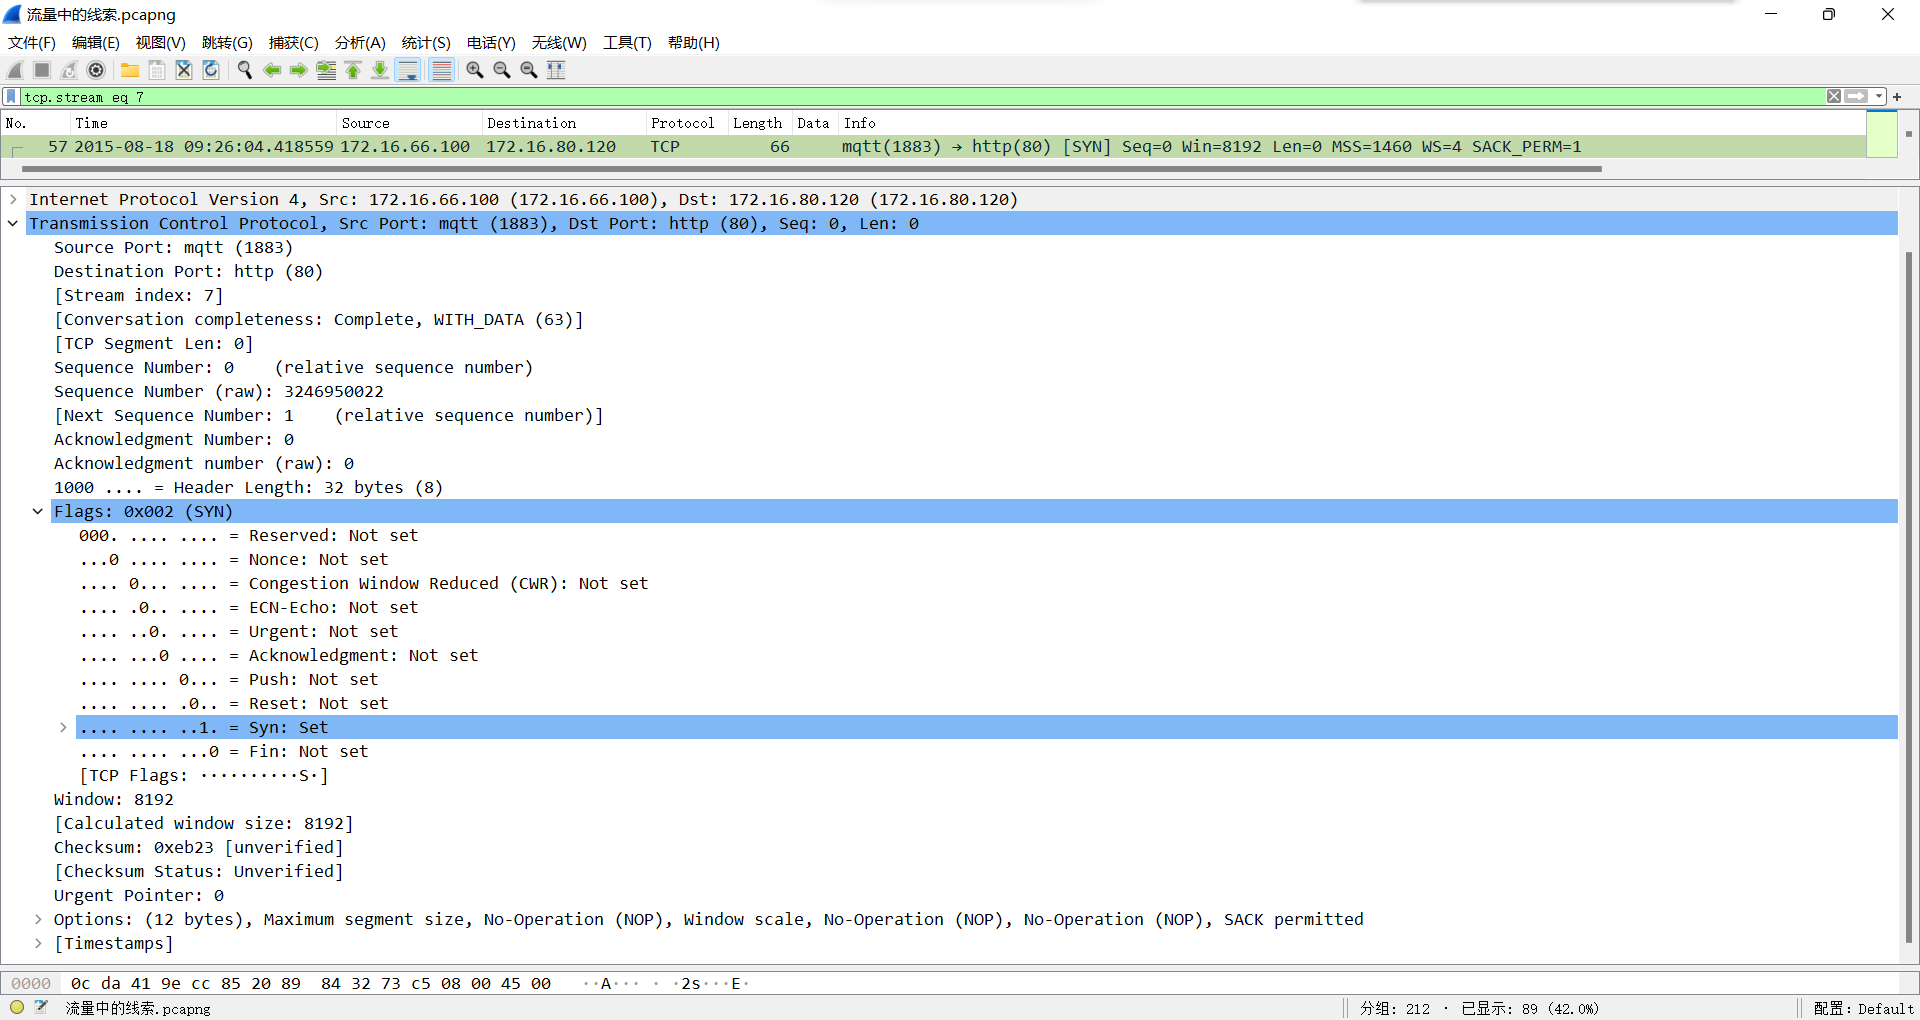 流量中的线索.pcapng
文件(F) 编辑(E) 视图(V) 跳转(G) 捕获(C) 分析(A) 统计(S) 电话(Y) 无线(W) 工具(T) 帮助(H)
tcp.stream eq 7
No. Time Source Destination Protocol Length Data Info
57 2015-08-18 09:26:04.418559 172.16.66.100 172.16.80.120 TCP 66 mqtt(1883) → http(80) [SYN] Seq=0 Win=8192 Len=0 MSS=1460 WS=4 SACK_PERM=1
Internet Protocol Version 4, Src: 172.16.66.100 (172.16.66.100), Dst: 172.16.80.120 (172.16.80.120)
Transmission Control Protocol, Src Port: mqtt (1883), Dst Port: http (80), Seq: 0, Len: 0
Source Port: mqtt (1883)
Destination Port: http (80)
[Stream index: 7]
[Conversation completeness: Complete, WITH_DATA (63)]
[TCP Segment Len: 0]
Sequence Number: 0    (relative sequence number)
Sequence Number (raw): 3246950022
[Next Sequence Number: 1    (relative sequence number)]
Acknowledgment Number: 0
Acknowledgment number (raw): 0
1000 .... = Header Length: 32 bytes (8)
Flags: 0x002 (SYN)
000. .... .... = Reserved: Not set
...0 .... .... = Nonce: Not set
.... 0... .... = Congestion Window Reduced (CWR): Not set
.... .0.. .... = ECN-Echo: Not set
.... ..0. .... = Urgent: Not set
.... ...0 .... = Acknowledgment: Not set
.... .... 0... = Push: Not set
.... .... .0.. = Reset: Not set
.... .... ..1. = Syn: Set
.... .... ...0 = Fin: Not set
[TCP Flags: ··········S·]
Window: 8192
[Calculated window size: 8192]
Checksum: 0xeb23 [unverified]
[Checksum Status: Unverified]
Urgent Pointer: 0
Options: (12 bytes), Maximum segment size, No-Operation (NOP), Window scale, No-Operation (NOP), No-Operation (NOP), SACK permitted
[Timestamps]
0000 0c da 41 9e cc 85 20 89 84 32 73 c5 08 00 45 00 ··A··· · ·2s···E·
流量中的线索.pcapng 分组: 212 · 已显示: 89 (42.0%) 配置: Default